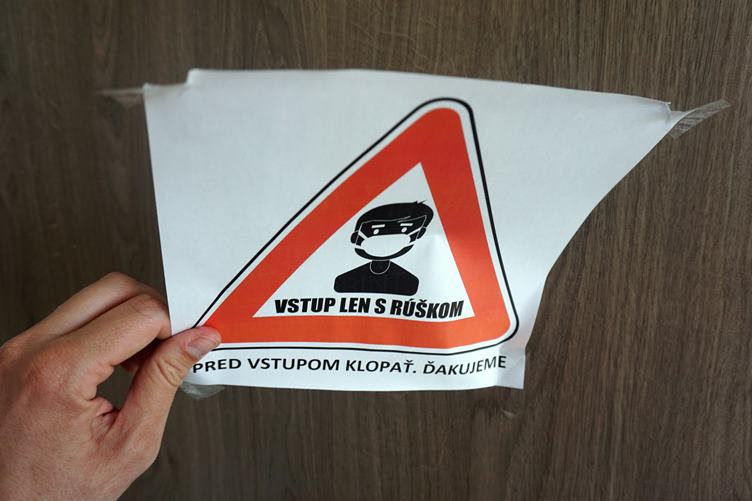 VSTUP LEN S RÚŠKOM
PRED VSTUPOM KLOPAŤ. ĎAKUJEME